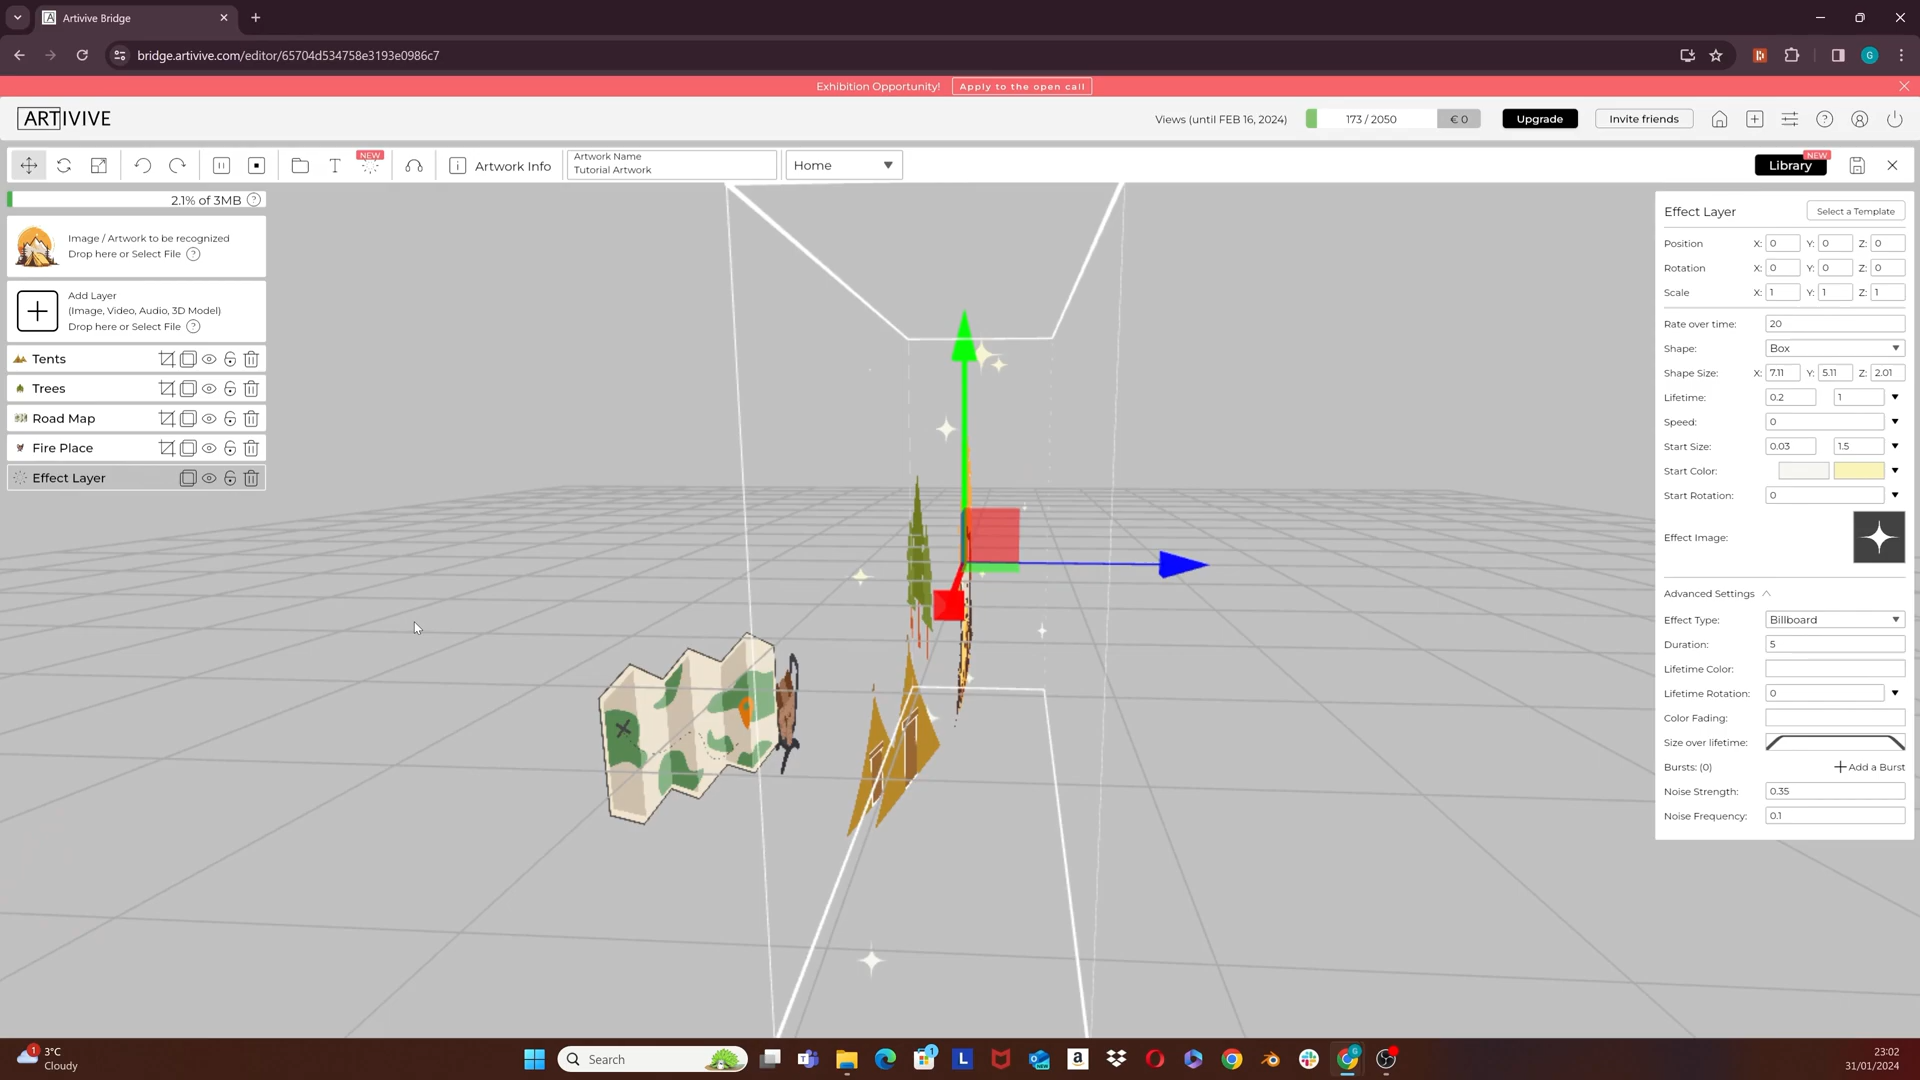 Artivive Bridge
bridge.artivive.com/editor/65704d534758e3193e0986c7
G
Exhibition Opportunity! Apply to the open call
ARTIVIVE
Views (until FEB 16, 2024) 173 / 2050 € 0 Upgrade Invite friends
NEW
T
Artwork Info
Artwork Name
Tutorial Artwork
Home
Library NEW
2.1% of 3MB ?
Image / Artwork to be recognized
Drop here or Select File ?
Add Layer
(Image, Video, Audio, 3D Model)
Drop here or Select File ?
Tents
Trees
Road Map
Fire Place
Effect Layer
Effect Layer Select a Template
Position X: 0 Y: 0 Z: 0
Rotation X: 0 Y: 0 Z: 0
Scale X: 1 Y: 1 Z: 1
Rate over time: 20
Shape: Box
Shape Size: X: 7.11 Y: 5.11 Z: 2.01
Lifetime: 0.2 1
Speed: 0
Start Size: 0.03 1.5
Start Color:
Start Rotation: 0
Effect Image:
Advanced Settings
Effect Type: Billboard
Duration: 5
Lifetime Color:
Lifetime Rotation: 0
Color Fading:
Size over lifetime:
Bursts: (0) Add a Burst
Noise Strength: 0.35
Noise Frequency: 0.1
1
3°C
Cloudy
Search
1
L
NEW
a
G
23:02
31/01/2024